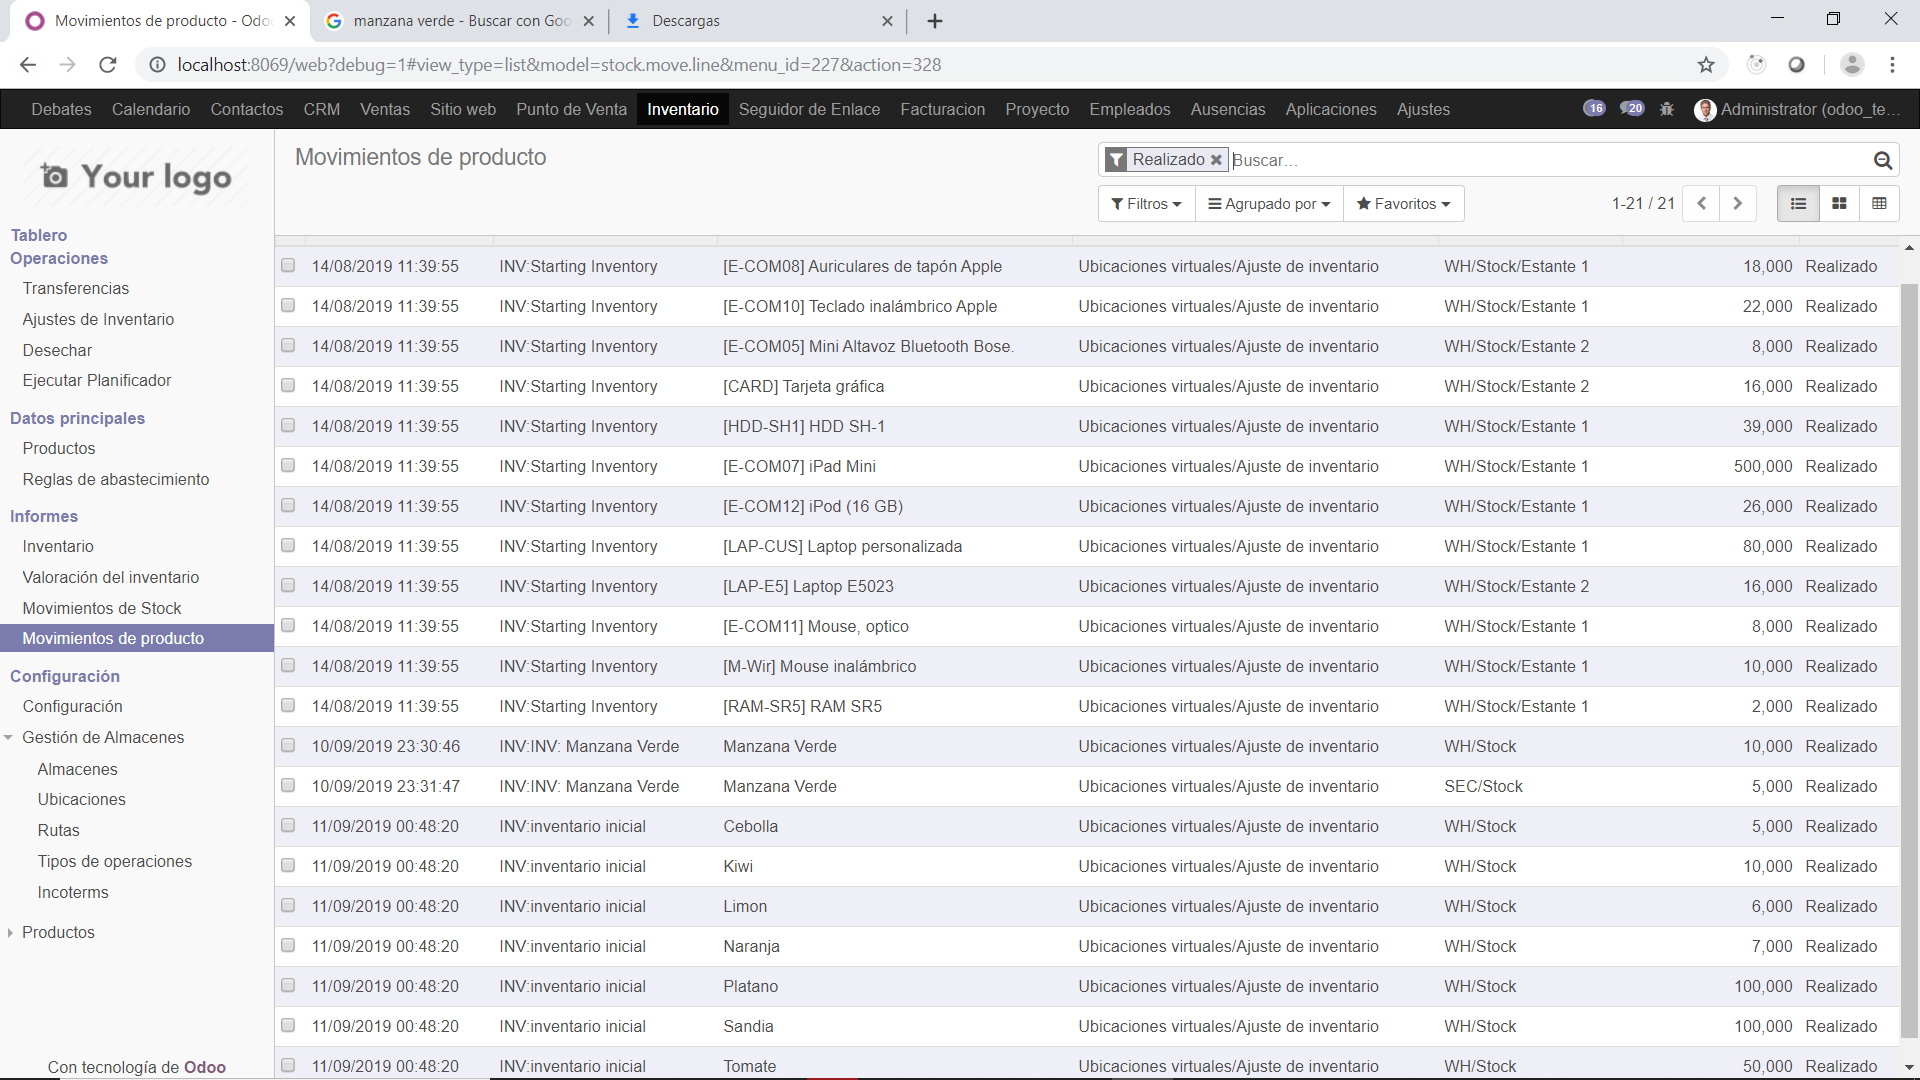 Movimientos de producto - Odoo
manzana verde - Buscar con Goo
Descargas
localhost:8069/web?debug=1#view_type=list&model=stock.move.line&menu_id=227&action=328
Debates Calendario Contactos CRM Ventas Sitio web Punto de Venta Inventario Seguidor de Enlace Facturacion Proyecto Empleados Ausencias Aplicaciones Ajustes 16 20 Administrator (odoo_te...
Your logo
Tablero
Operaciones
Transferencias
Ajustes de Inventario
Desechar
Ejecutar Planificador
Datos principales
Productos
Reglas de abastecimiento
Informes
Inventario
Valoración del inventario
Movimientos de Stock
Movimientos de producto
Configuración
Configuración
Gestión de Almacenes
Almacenes
Ubicaciones
Rutas
Tipos de operaciones
Incoterms
Productos
Con tecnología de Odoo
Movimientos de producto
Realizado Buscar...
Filtros Agrupado por Favoritos 1-21 / 21
14/08/2019 11:39:55 INV:Starting Inventory [E-COM08] Auriculares de tapón Apple Ubicaciones virtuales/Ajuste de inventario WH/Stock/Estante 1 18,000 Realizado
14/08/2019 11:39:55 INV:Starting Inventory [E-COM10] Teclado inalámbrico Apple Ubicaciones virtuales/Ajuste de inventario WH/Stock/Estante 1 22,000 Realizado
14/08/2019 11:39:55 INV:Starting Inventory [E-COM05] Mini Altavoz Bluetooth Bose. Ubicaciones virtuales/Ajuste de inventario WH/Stock/Estante 2 8,000 Realizado
14/08/2019 11:39:55 INV:Starting Inventory [CARD] Tarjeta gráfica Ubicaciones virtuales/Ajuste de inventario WH/Stock/Estante 2 16,000 Realizado
14/08/2019 11:39:55 INV:Starting Inventory [HDD-SH1] HDD SH-1 Ubicaciones virtuales/Ajuste de inventario WH/Stock/Estante 1 39,000 Realizado
14/08/2019 11:39:55 INV:Starting Inventory [E-COM07] iPad Mini Ubicaciones virtuales/Ajuste de inventario WH/Stock/Estante 1 500,000 Realizado
14/08/2019 11:39:55 INV:Starting Inventory [E-COM12] iPod (16 GB) Ubicaciones virtuales/Ajuste de inventario WH/Stock/Estante 1 26,000 Realizado
14/08/2019 11:39:55 INV:Starting Inventory [LAP-CUS] Laptop personalizada Ubicaciones virtuales/Ajuste de inventario WH/Stock/Estante 1 80,000 Realizado
14/08/2019 11:39:55 INV:Starting Inventory [LAP-E5] Laptop E5023 Ubicaciones virtuales/Ajuste de inventario WH/Stock/Estante 2 16,000 Realizado
14/08/2019 11:39:55 INV:Starting Inventory [E-COM11] Mouse, optico Ubicaciones virtuales/Ajuste de inventario WH/Stock/Estante 1 8,000 Realizado
14/08/2019 11:39:55 INV:Starting Inventory [M-Wir] Mouse inalámbrico Ubicaciones virtuales/Ajuste de inventario WH/Stock/Estante 1 10,000 Realizado
14/08/2019 11:39:55 INV:Starting Inventory [RAM-SR5] RAM SR5 Ubicaciones virtuales/Ajuste de inventario WH/Stock/Estante 1 2,000 Realizado
10/09/2019 23:30:46 INV:INV: Manzana Verde Manzana Verde Ubicaciones virtuales/Ajuste de inventario WH/Stock 10,000 Realizado
10/09/2019 23:31:47 INV:INV: Manzana Verde Manzana Verde Ubicaciones virtuales/Ajuste de inventario SEC/Stock 5,000 Realizado
11/09/2019 00:48:20 INV:inventario inicial Cebolla Ubicaciones virtuales/Ajuste de inventario WH/Stock 5,000 Realizado
11/09/2019 00:48:20 INV:inventario inicial Kiwi Ubicaciones virtuales/Ajuste de inventario WH/Stock 10,000 Realizado
11/09/2019 00:48:20 INV:inventario inicial Limon Ubicaciones virtuales/Ajuste de inventario WH/Stock 6,000 Realizado
11/09/2019 00:48:20 INV:inventario inicial Naranja Ubicaciones virtuales/Ajuste de inventario WH/Stock 7,000 Realizado
11/09/2019 00:48:20 INV:inventario inicial Platano Ubicaciones virtuales/Ajuste de inventario WH/Stock 100,000 Realizado
11/09/2019 00:48:20 INV:inventario inicial Sandia Ubicaciones virtuales/Ajuste de inventario WH/Stock 100,000 Realizado
11/09/2019 00:48:20 INV:inventario inicial Tomate Ubicaciones virtuales/Ajuste de inventario WH/Stock 50,000 Realizado